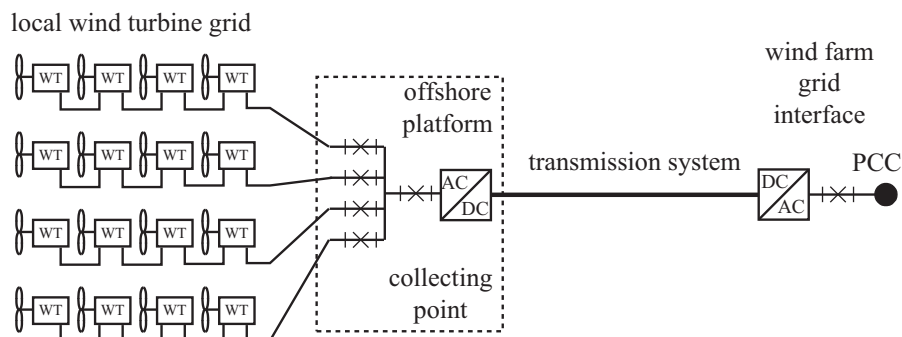 local wind turbine grid
WT WT WT WT
WT WT WT WT
WT WT WT WT
WT WT WT WT
offshore
platform
AC
DC
collecting
point
transmission system
wind farm
grid
interface
DC
AC
PCC